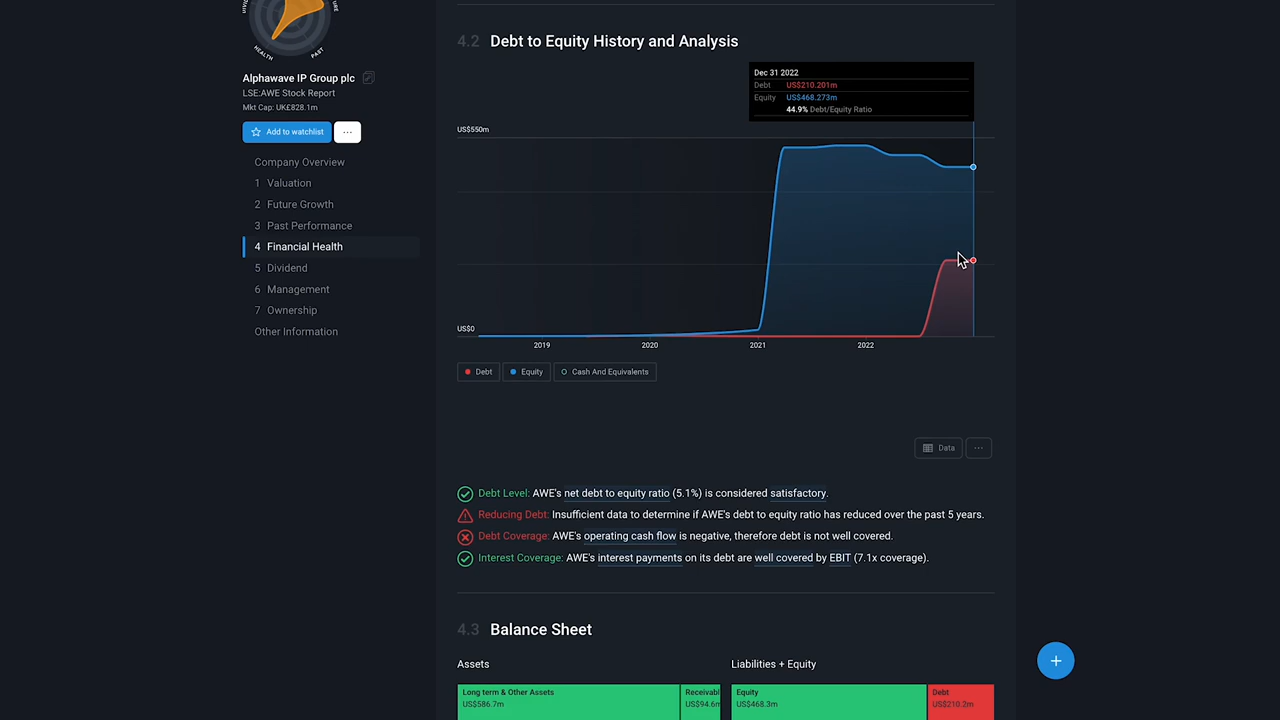 HEALTH
PAST
Alphawave IP Group plc
LSE:AWE Stock Report
Mkt Cap: UK£828.1m
Add to watchlist
...
Company Overview
1 Valuation
2 Future Growth
3 Past Performance
4 Financial Health
5 Dividend
6 Management
7 Ownership
Other Information
4.2 Debt to Equity History and Analysis
Dec 31 2022
Debt US$210.201m
Equity US$468.273m
44.9% Debt/Equity Ratio
US$550m
US$0
2019 2020 2021 2022
Debt Equity Cash And Equivalents
Data ...
Debt Level: AWE's net debt to equity ratio (5.1%) is considered satisfactory.
Reducing Debt: Insufficient data to determine if AWE's debt to equity ratio has reduced over the past 5 years.
Debt Coverage: AWE's operating cash flow is negative, therefore debt is not well covered.
Interest Coverage: AWE's interest payments on its debt are well covered by EBIT (7.1x coverage).
4.3 Balance Sheet
Assets
Liabilities + Equity
Long term & Other Assets
US$586.7m
Receivabl
US$94.6m
Equity
US$468.3m
Debt
US$210.2m